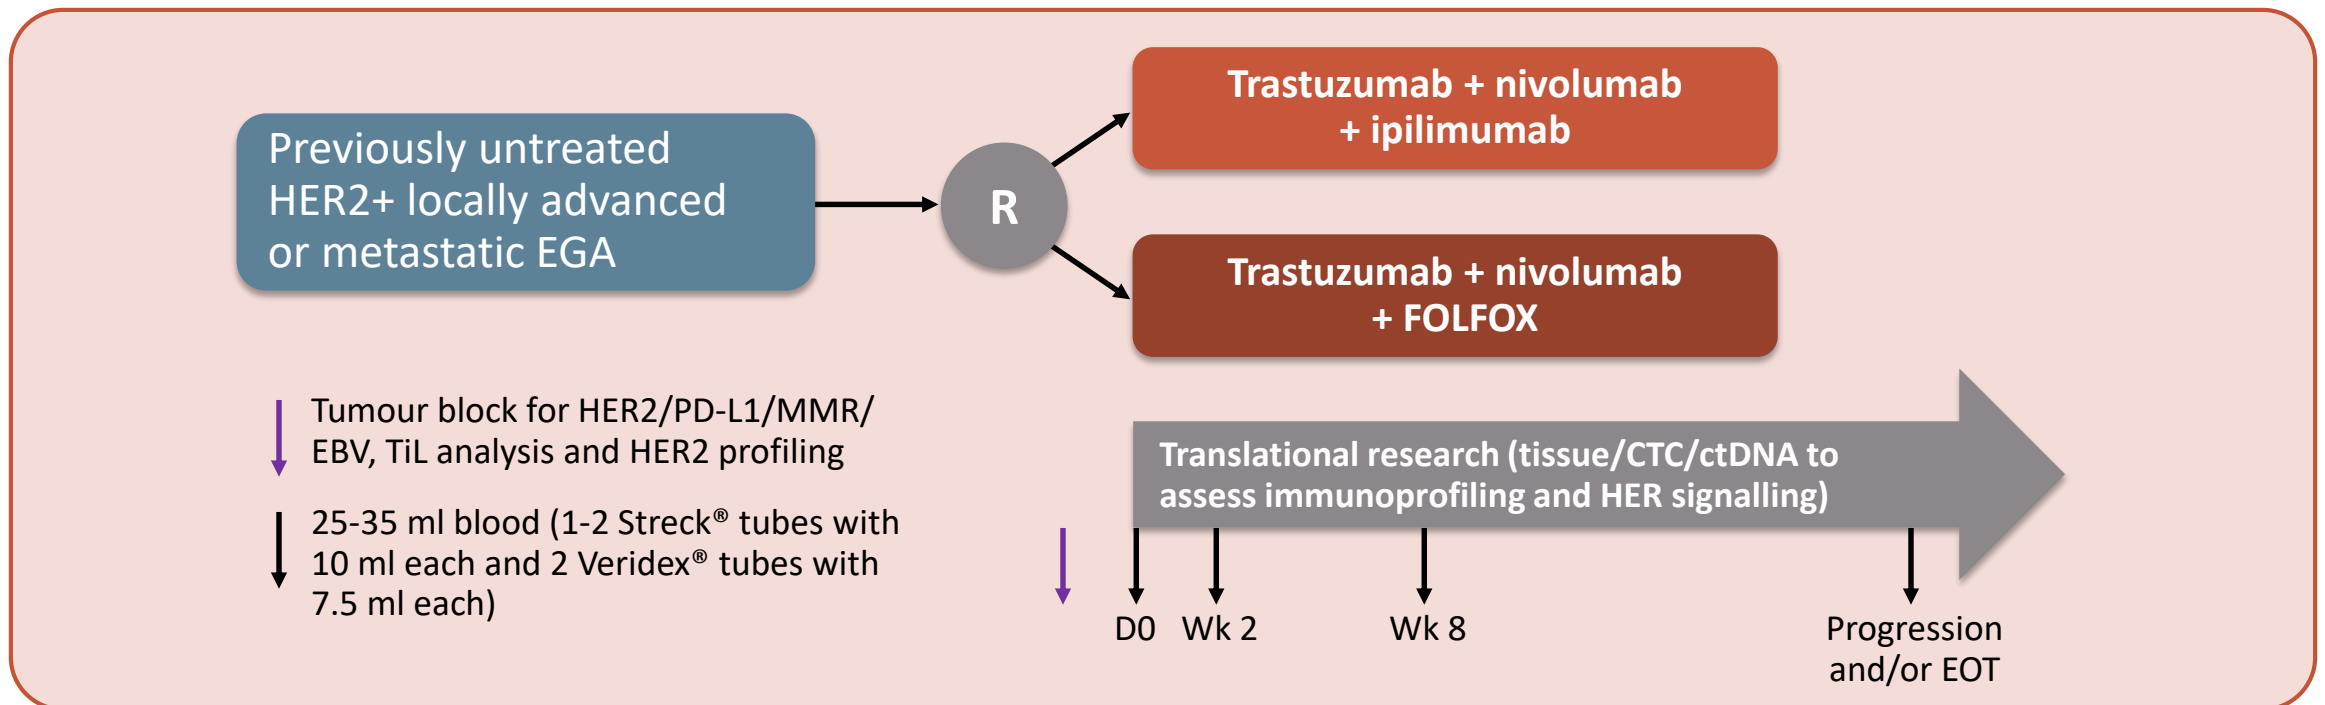 Previously untreated
HER2+ locally advanced
or metastatic EGA
R
Trastuzumab + nivolumab
+ ipilimumab
Trastuzumab + nivolumab
+ FOLFOX
Tumour block for HER2/PD-L1/MMR/
EBV, TiL analysis and HER2 profiling
25-35 ml blood (1-2 Streck® tubes with
10 ml each and 2 Veridex® tubes with
7.5 ml each)
Translational research (tissue/CTC/ctDNA to
assess immunoprofiling and HER signalling)
D0
Wk 2
Wk 8
Progression
and/or EOT